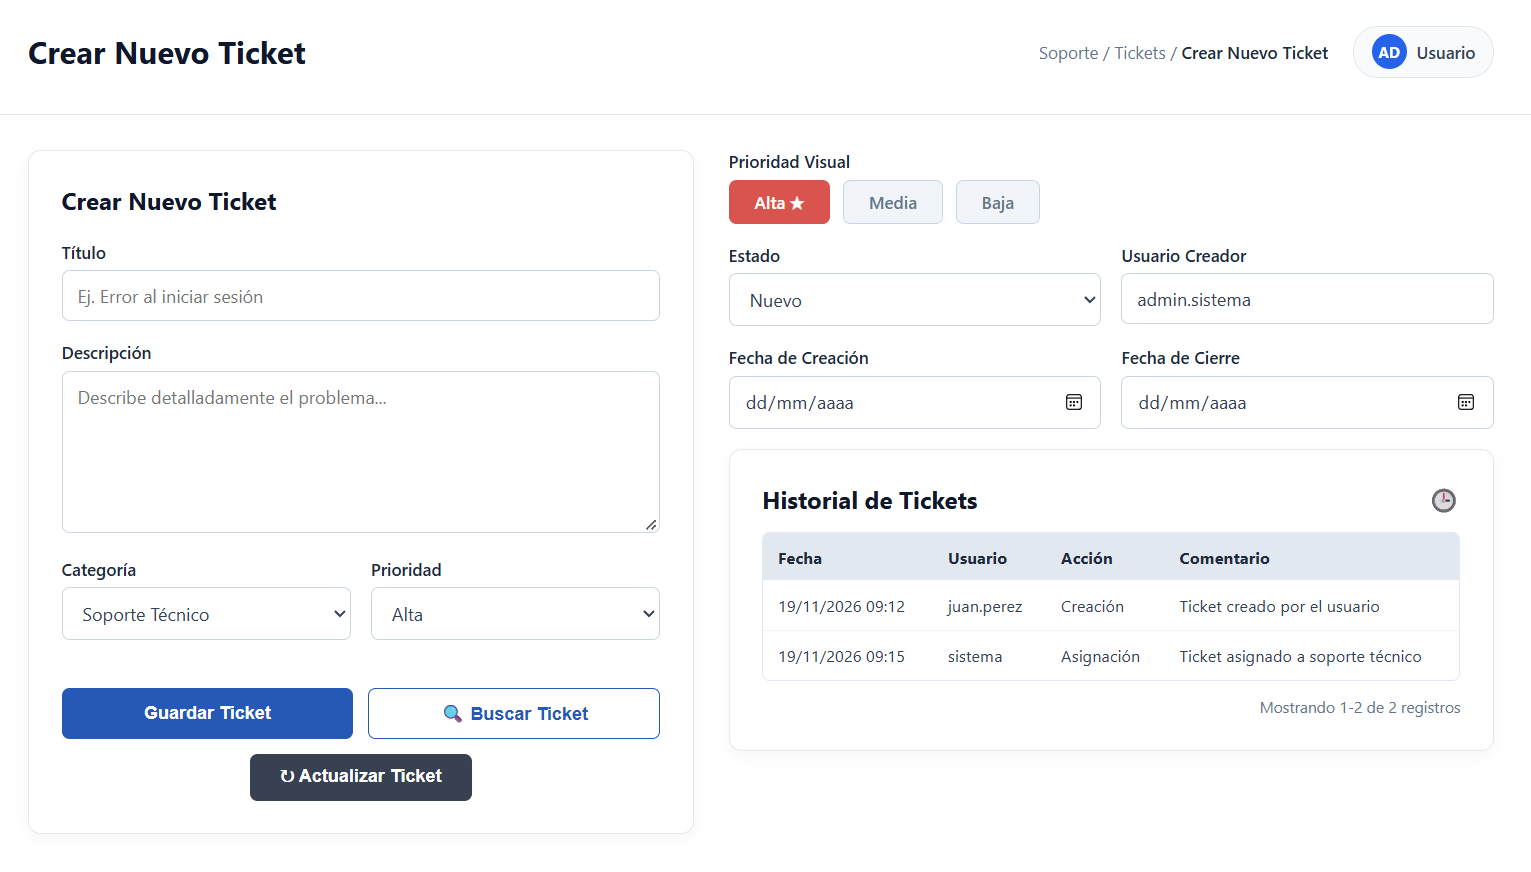 Crear Nuevo Ticket
Soporte / Tickets / Crear Nuevo Ticket
AD Usuario
Crear Nuevo Ticket
Título
Ej. Error al iniciar sesión
Descripción
Describe detalladamente el problema...
Categoría Prioridad
Soporte Técnico Alta
Guardar Ticket 🔍 Buscar Ticket
↻ Actualizar Ticket
Prioridad Visual
Alta ★ Media Baja
Estado Usuario Creador
Nuevo admin.sistema
Fecha de Creación Fecha de Cierre
dd/mm/aaaa dd/mm/aaaa
Historial de Tickets
Fecha Usuario Acción Comentario
19/11/2026 09:12 juan.perez Creación Ticket creado por el usuario
19/11/2026 09:15 sistema Asignación Ticket asignado a soporte técnico
Mostrando 1-2 de 2 registros